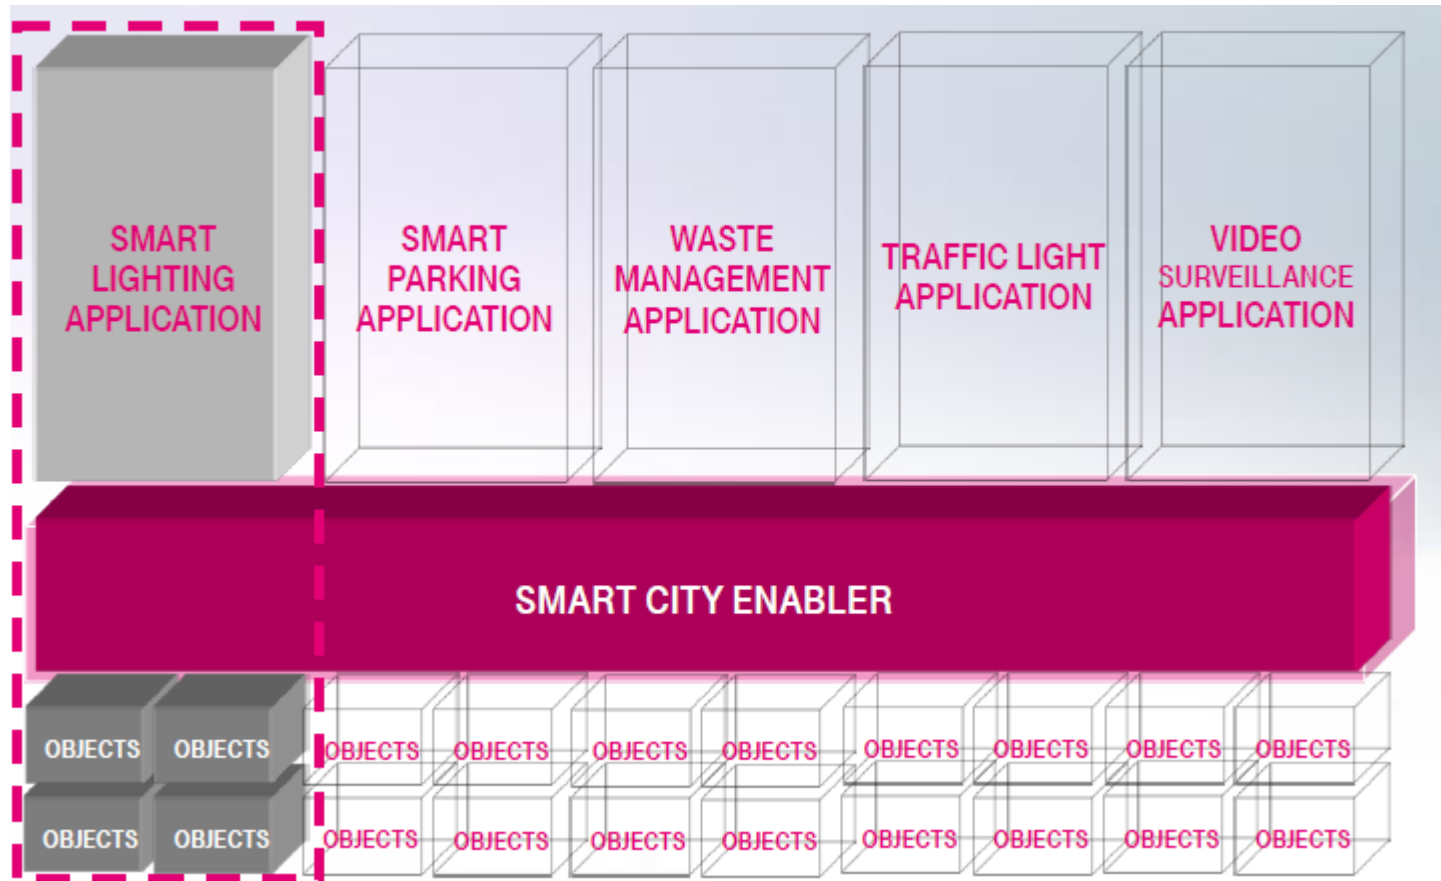 SMART
LIGHTING
APPLICATION
SMART
PARKING
APPLICATION
WASTE
MANAGEMENT
APPLICATION
TRAFFIC LIGHT
APPLICATION
VIDEO
SURVEILLANCE
APPLICATION
SMART CITY ENABLER
OBJECTS OBJECTS OBJECTS OBJECTS OBJECTS OBJECTS OBJECTS OBJECTS OBJECTS OBJECTS
OBJECTS OBJECTS OBJECTS OBJECTS OBJECTS OBJECTS OBJECTS OBJECTS OBJECTS OBJECTS